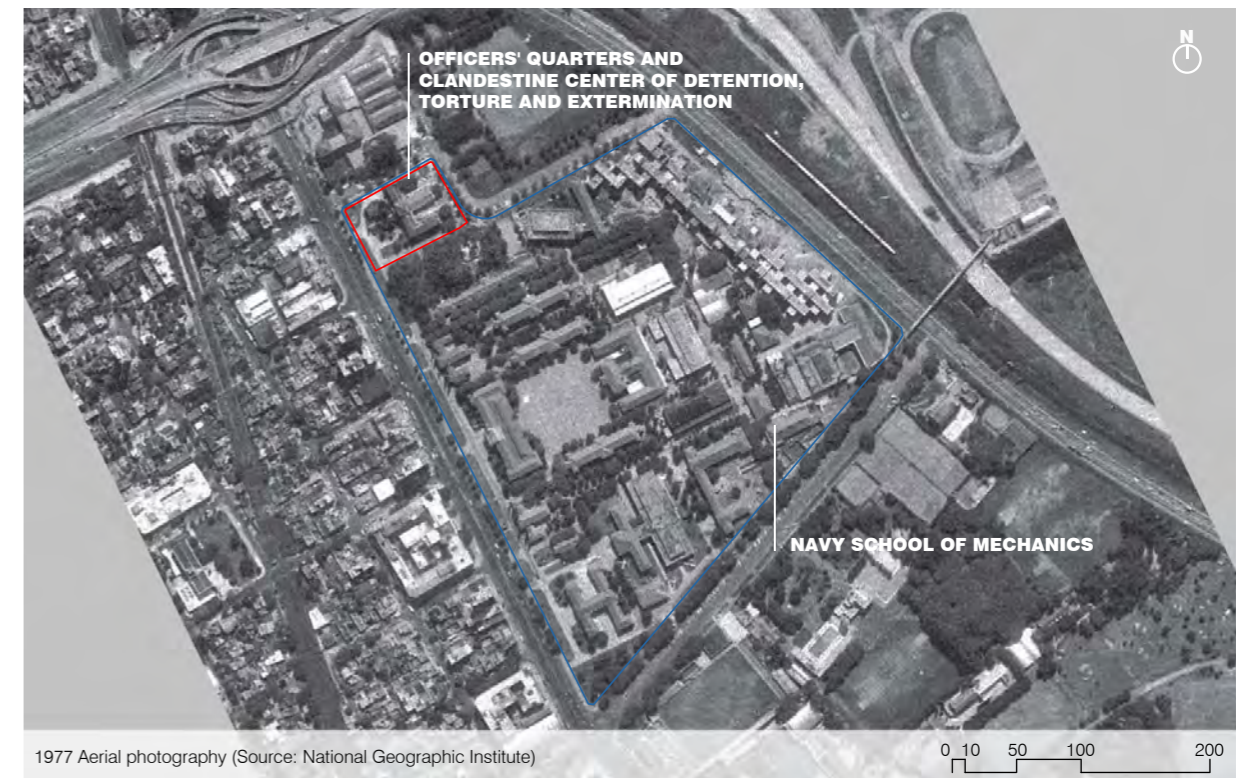 N
OFFICERS' QUARTERS AND
CLANDESTINE CENTER OF DETENTION,
TORTURE AND EXTERMINATION
NAVY SCHOOL OF MECHANICS
1977 Aerial photography (Source: National Geographic Institute)
0 10 50 100 200